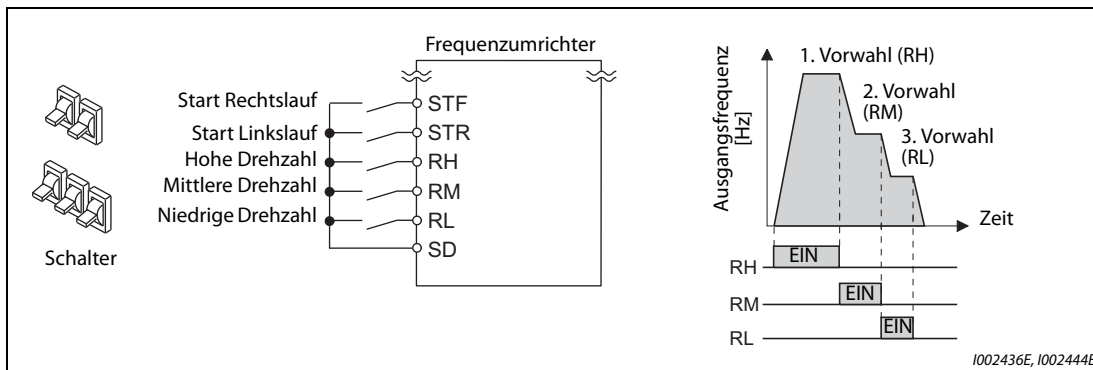 Frequenzumrichter
Start Rechtslauf
STF
Start Linkslauf
STR
Hohe Drehzahl
RH
Mittlere Drehzahl
RM
Niedrige Drehzahl
RL
SD
Schalter
Ausgangsfrequenz
[Hz]
1. Vorwahl (RH)
2. Vorwahl
(RM)
3. Vorwahl
(RL)
Zeit
RH
EIN
RM
EIN
RL
EIN
I002436E, I002444E